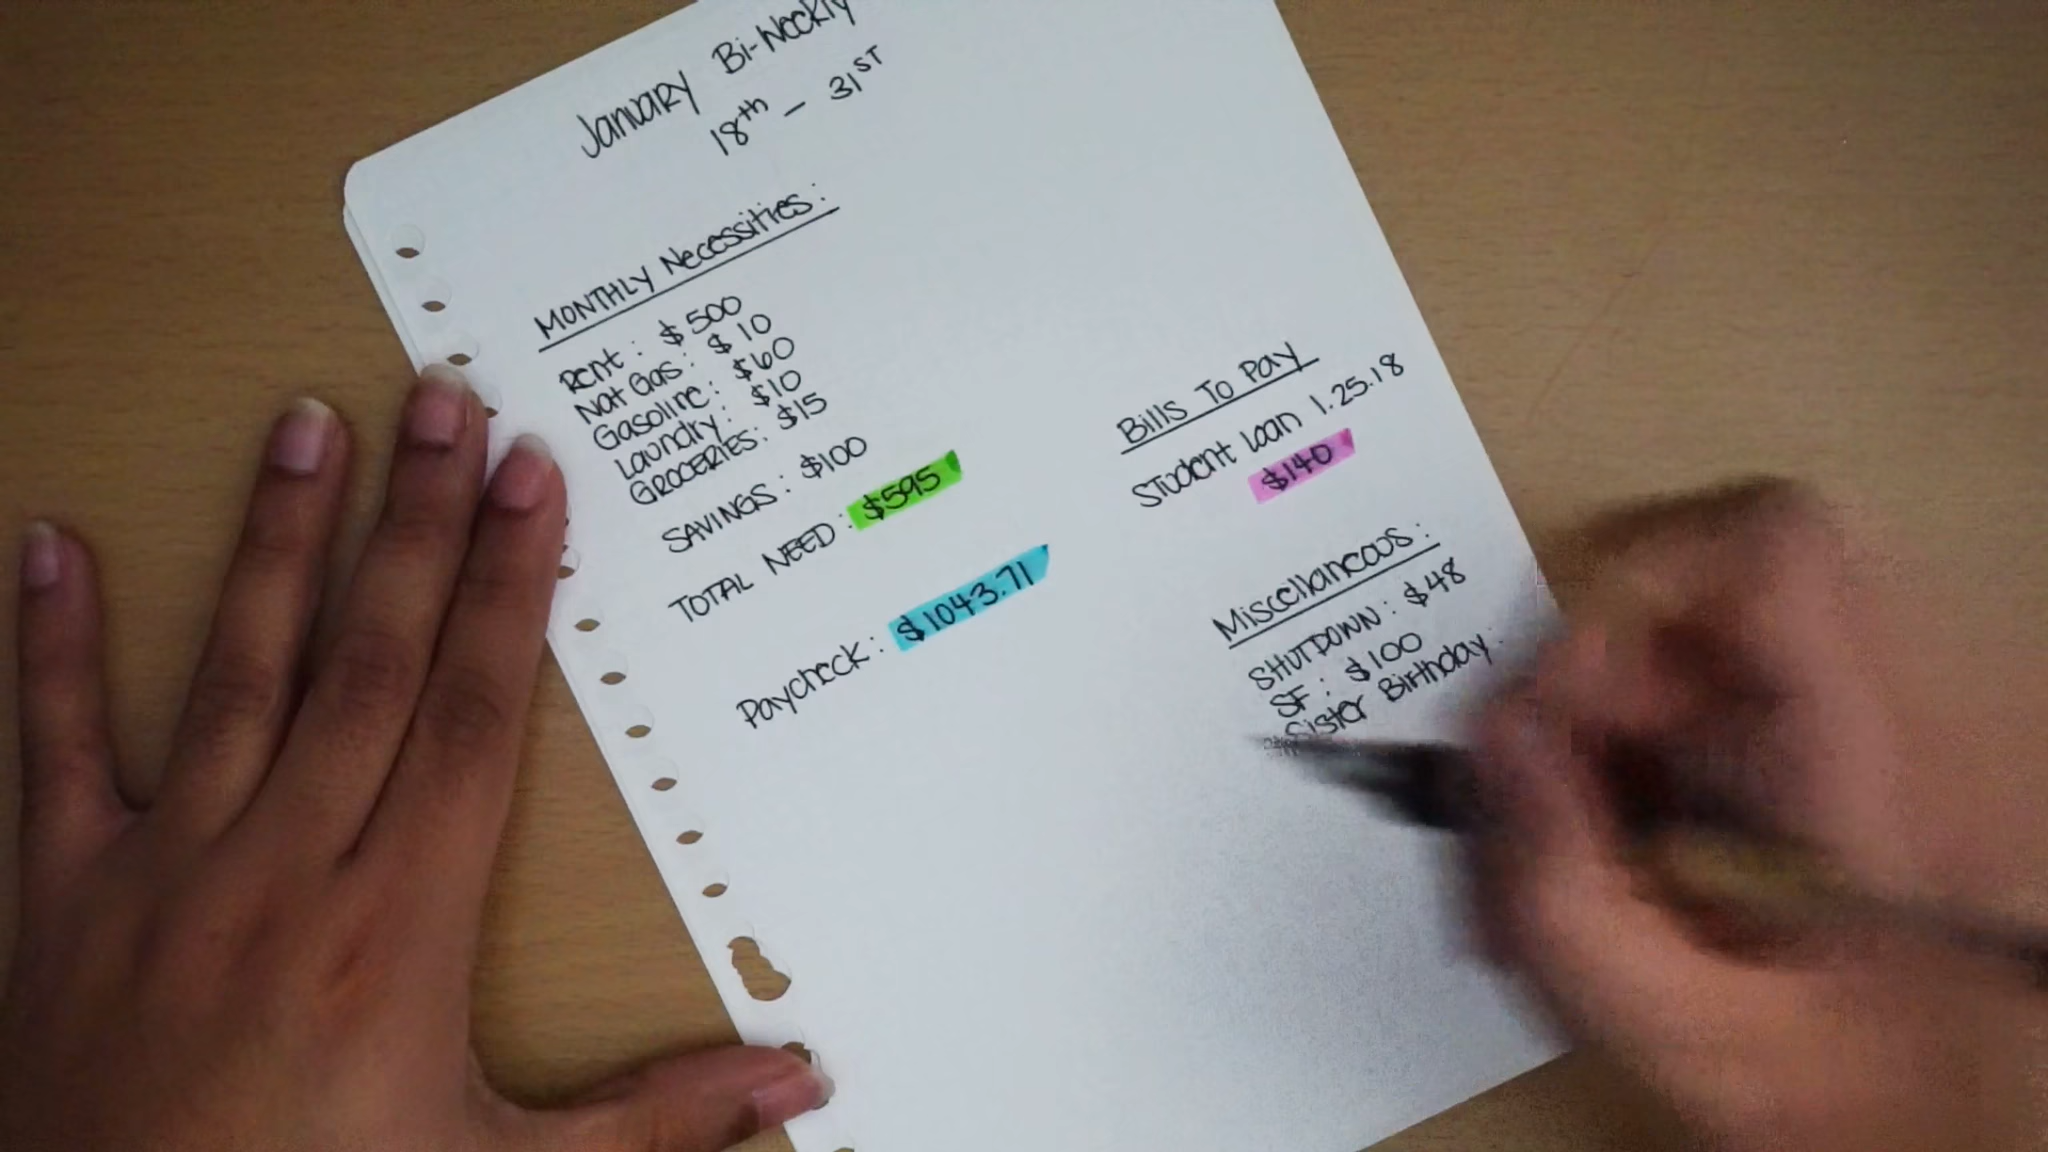 January Bi-Weekly
18th - 31ST
MONTHLY Necessities:
Rent: $500
Nat Gas: $10
Gasoline: $60
Laundry: $10
GROCERIES: $15
SAVINGS: $100
TOTAL NEED: $595
Paycheck: $1043.71
Bills To Pay
Student Loan 1.25.18
$140
Miscellaneous:
SHUTDOWN: $48
SF: $100
Sister Birthday: